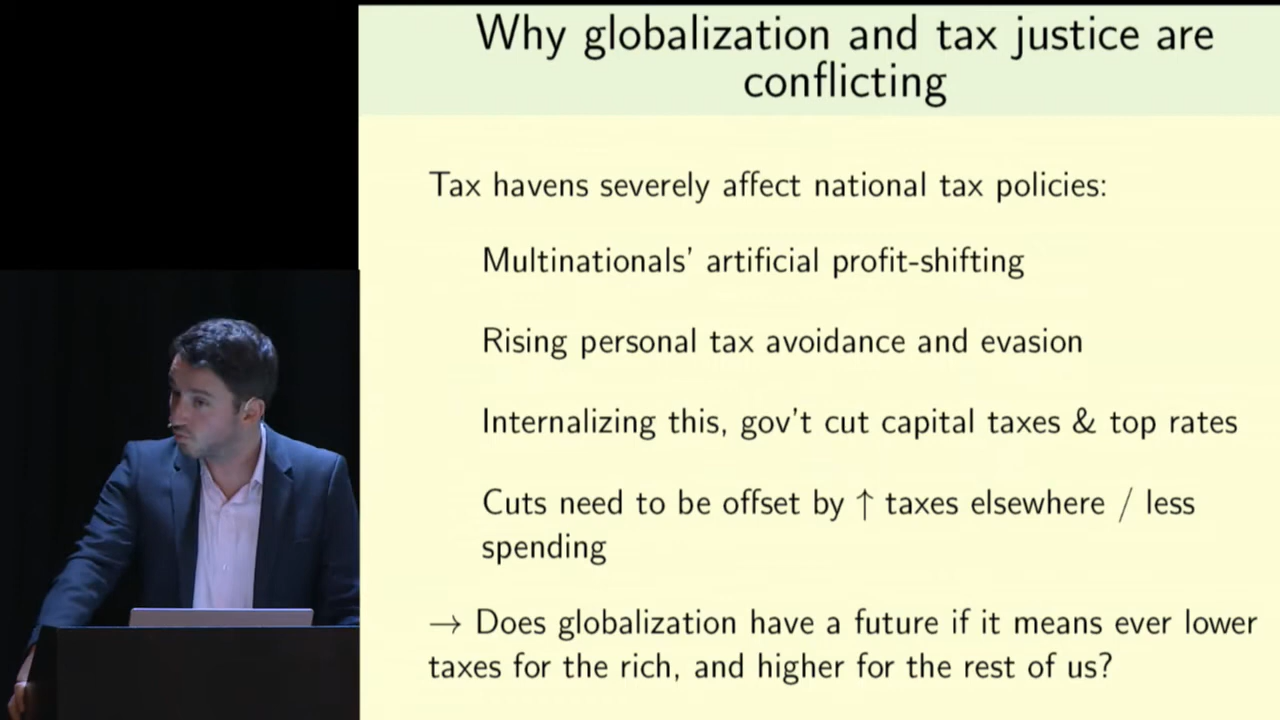 Why globalization and tax justice are
conflicting
Tax havens severely affect national tax policies:
Multinationals' artificial profit-shifting
Rising personal tax avoidance and evasion
Internalizing this, gov't cut capital taxes & top rates
Cuts need to be offset by ↑ taxes elsewhere / less
spending
→ Does globalization have a future if it means ever lower
taxes for the rich, and higher for the rest of us?